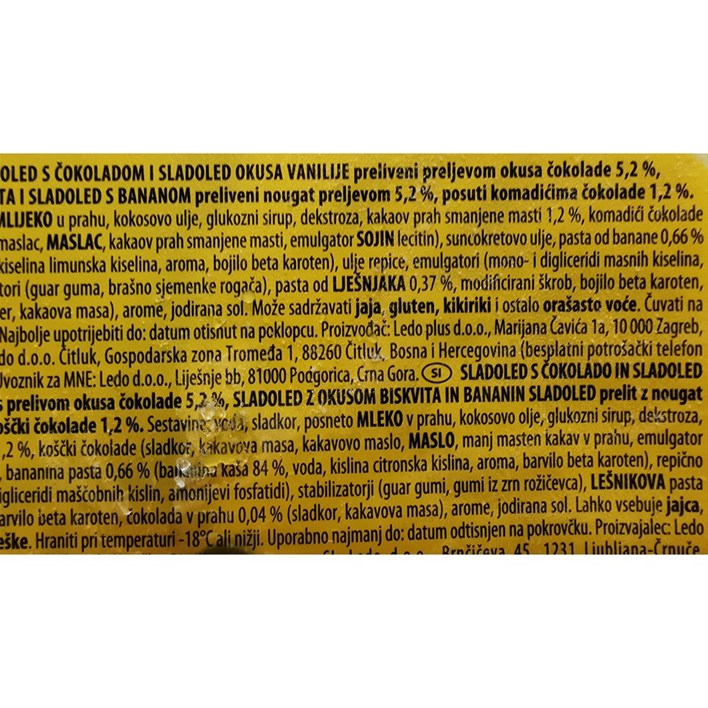 OLED S ČOKOLADOM I SLADOLED OKUSA VANILIJE preliveni preljevom okusa čokolade 5,2 %,
TA I SLADOLED S BANANOM preliveni nougat preljevom 5,2 %, posuti komadićima čokolade 1,2 %.
MLIJEKO u prahu, kokosovo ulje, glukozni sirup, dekstroza, kakaov prah smanjene masti 1,2 %, komadići čokolade
maslac, MASLAC, kakaov prah smanjene masti, emulgator SOJIN lecitin), suncokretovo ulje, pasta od banane 0,66 %
kiselina limunska kiselina, aroma, bojilo beta karoten), ulje repice, emulgatori (mono- i digliceridi masnih kiselina,
tori (guar guma, brašno sjemenke rogača), pasta od LJEŠNJAKA 0,37 %, modificirani škrob, bojilo beta karoten,
er, kakaova masa), arome, jodirana sol. Može sadržavati jaja, gluten, kikiriki i ostalo orašasto voće. Čuvati na
Najbolje upotrijebiti do: datum otisnut na poklopcu. Proizvođač: Ledo plus d.o.o., Marijana Čavića 1a, 10 000 Zagreb,
do d.o.o. Čitluk, Gospodarska zona Tromeđa 1, 88260 Čitluk, Bosna i Hercegovina (besplatni potrošački telefon
Uvoznik za MNE: Ledo d.o.o., Liješnje bb, 81000 Podgorica, Crna Gora. SI SLADOLED S ČOKOLADO IN SLADOLED
s prelivom okusa čokolade 5,2 %, SLADOLED Z OKUSOM BISKVITA IN BANANIN SLADOLED prelit z nougat
oščki čokolade 1,2 %. Sestavine: voda, sladkor, posneto MLEKO v prahu, kokosovo olje, glukozni sirup, dekstroza,
,2 %, koščki čokolade (sladkor, kakavova masa, kakavovo maslo, MASLO, manj masten kakav v prahu, emulgator
, bananina pasta 0,66 % (bananina kaša 84 %, voda, kislina citronska kislina, aroma, barvilo beta karoten), repično
digliceridi maščobnih kislin, amonijevi fosfatidi), stabilizatorji (guar gumi, gumi iz zrn rožičevca), LEŠNIKOVA pasta
barvilo beta karoten, čokolada v prahu 0,04 % (sladkor, kakavova masa), arome, jodirana sol. Lahko vsebuje jajca,
eške. Hraniti pri temperaturi -18°C ali nižji. Uporabno najmanj do: datum odtisnjen na pokrovčku. Proizvajalec: Ledo
d.o.o., Brnčičeva 45, 1231 Ljubljana-Črnuče,